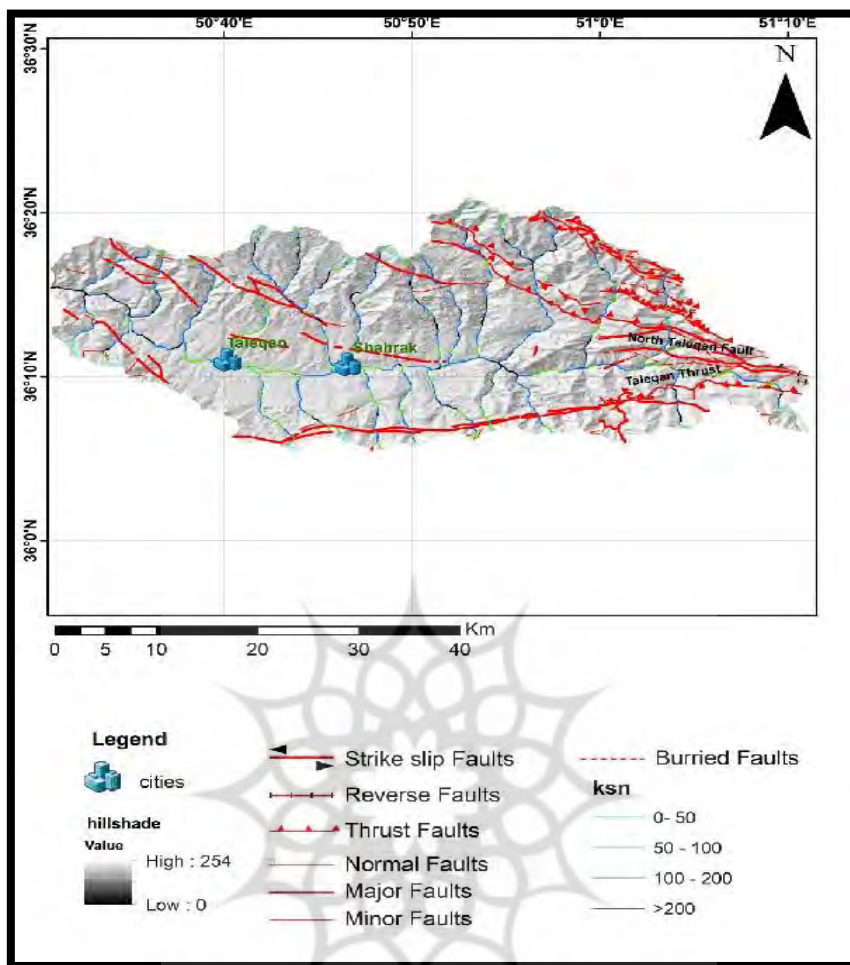 50°40'E 50°50'E 51°0'E 51°10'E
36°30'N
N
36°20'N
Taleqan
Shahrak
North Taleqan Fault
36°10'N
Taleqan Thrust
36°0'N
0 5 10 20 30 40 Km
Legend
cities
hillshade
Value
High : 254
Low : 0
Strike slip Faults
Reverse Faults
Thrust Faults
Normal Faults
Major Faults
Minor Faults
Burried Faults
ksn
0- 50
50 - 100
100 - 200
>200